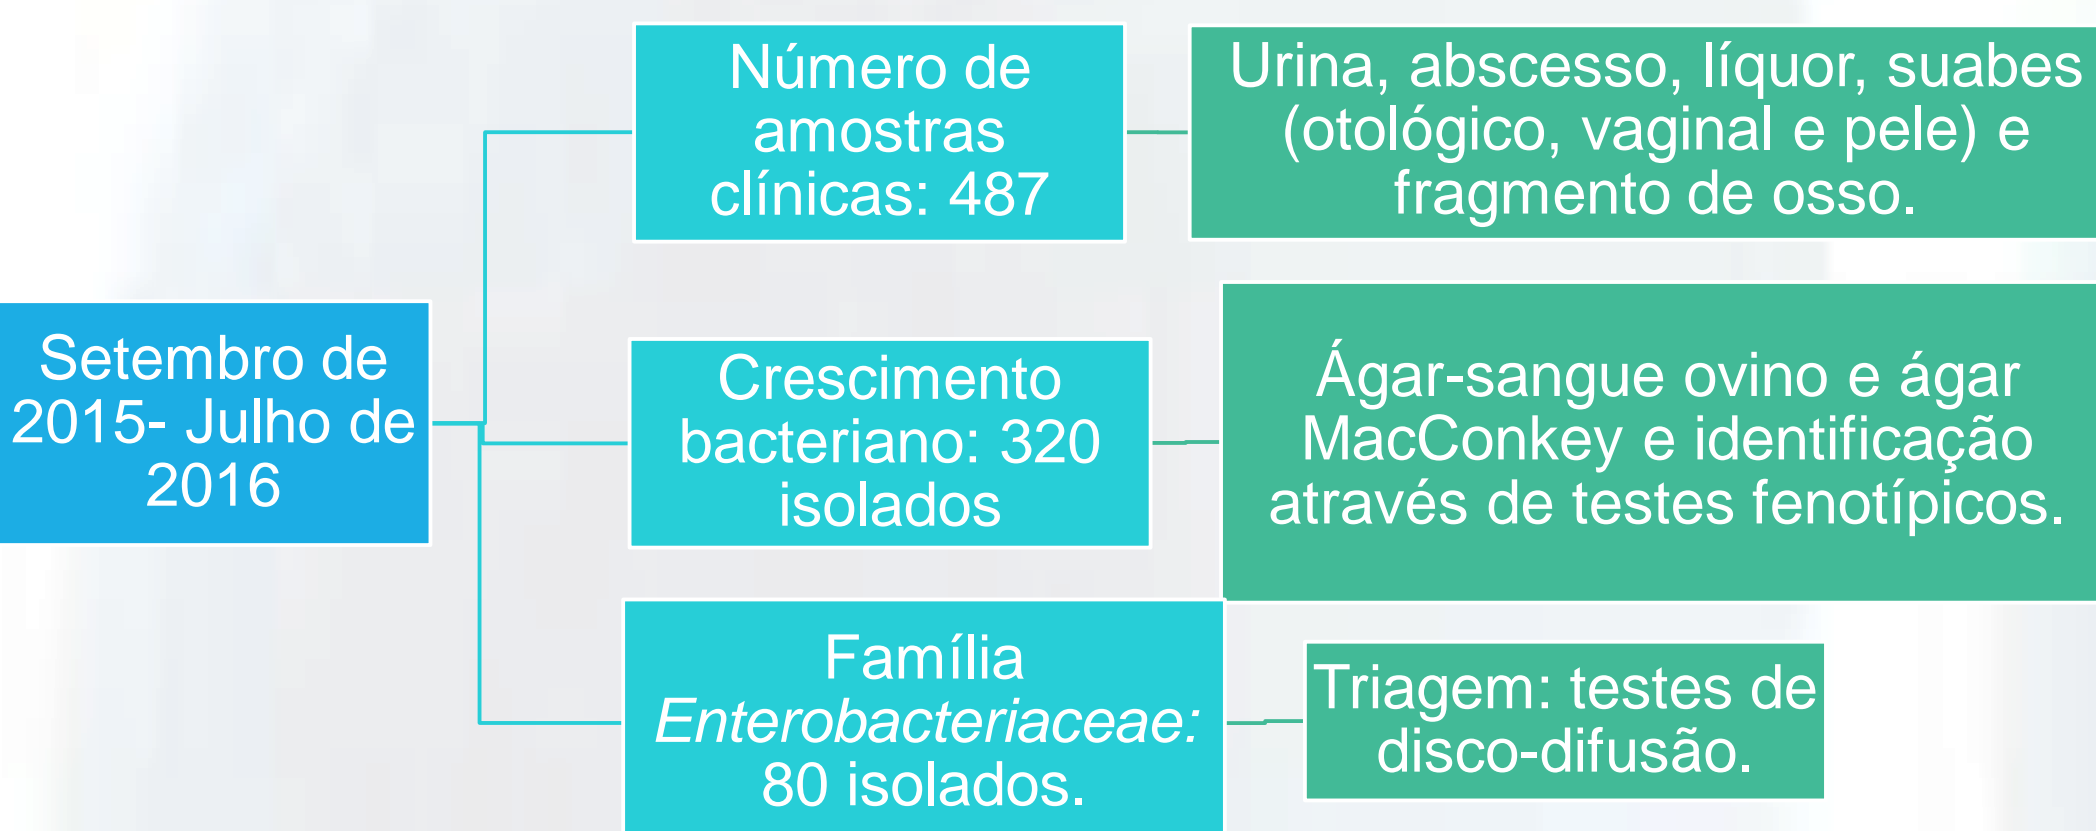 Setembro de
2015- Julho de
2016
Número de
amostras
clínicas: 487
Urina, abscesso, líquor, suabes
(otológico, vaginal e pele) e
fragmento de osso.
Crescimento
bacteriano: 320
isolados
Ágar-sangue ovino e ágar
MacConkey e identificação
através de testes fenotípicos.
Família
Enterobacteriaceae:
80 isolados.
Triagem: testes de
disco-difusão.